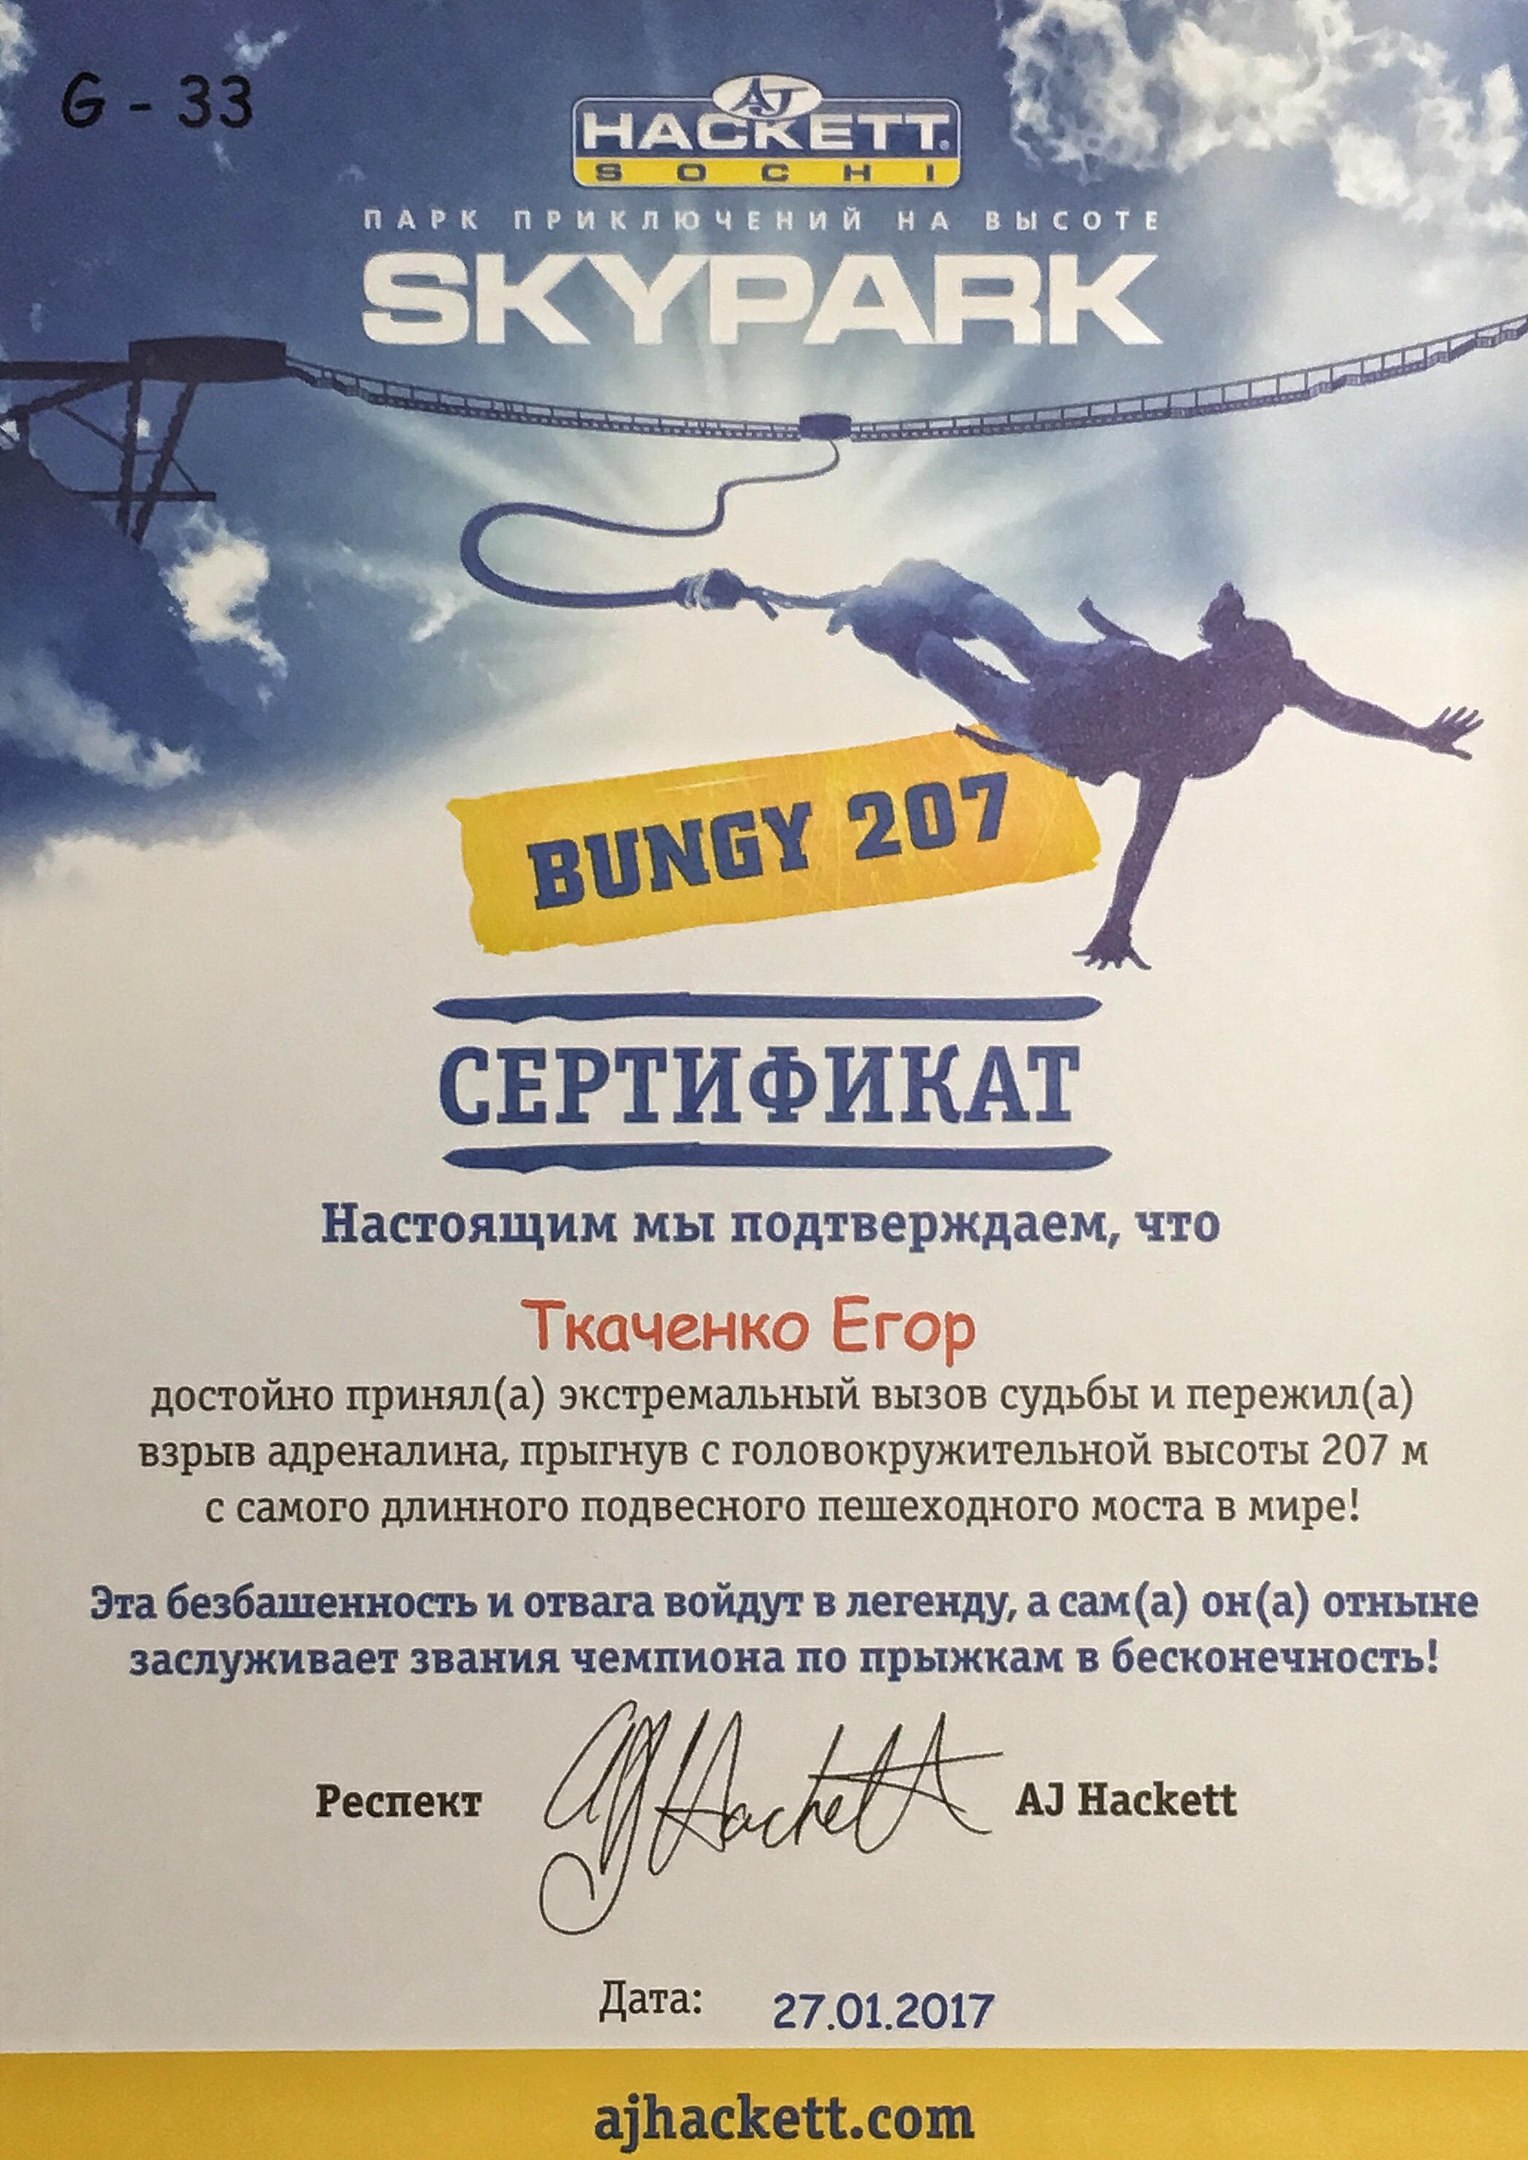 G - 33
AJ
HACKETT
SOCHI
ПАРК ПРИКЛЮЧЕНИЙ НА ВЫСОТЕ
SKYPARK
BUNGY 207
СЕРТИФИКАТ
Настоящим мы подтверждаем, что
Ткаченко Егор
достойно принял(а) экстремальный вызов судьбы и пережил(а)
взрыв адреналина, прыгнув с головокружительной высоты 207 м
с самого длинного подвесного пешеходного моста в мире!
Эта безбашенность и отвага войдут в легенду, а сам(а) он(а) отныне
заслуживает звания чемпиона по прыжкам в бесконечность!
Респект AJ Hackett AJ Hackett
Дата: 27.01.2017
ajhackett.com